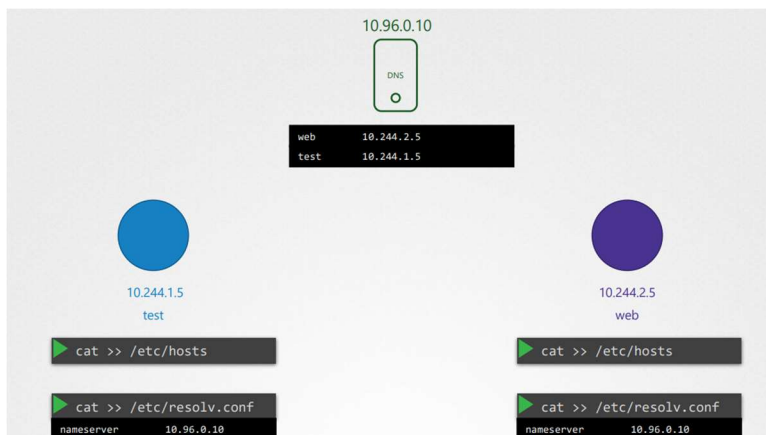 10.96.0.10
DNS
web 10.244.2.5
test 10.244.1.5
10.244.1.5
test
10.244.2.5
web
cat >> /etc/hosts
cat >> /etc/hosts
cat >> /etc/resolv.conf
nameserver 10.96.0.10
cat >> /etc/resolv.conf
nameserver 10.96.0.10